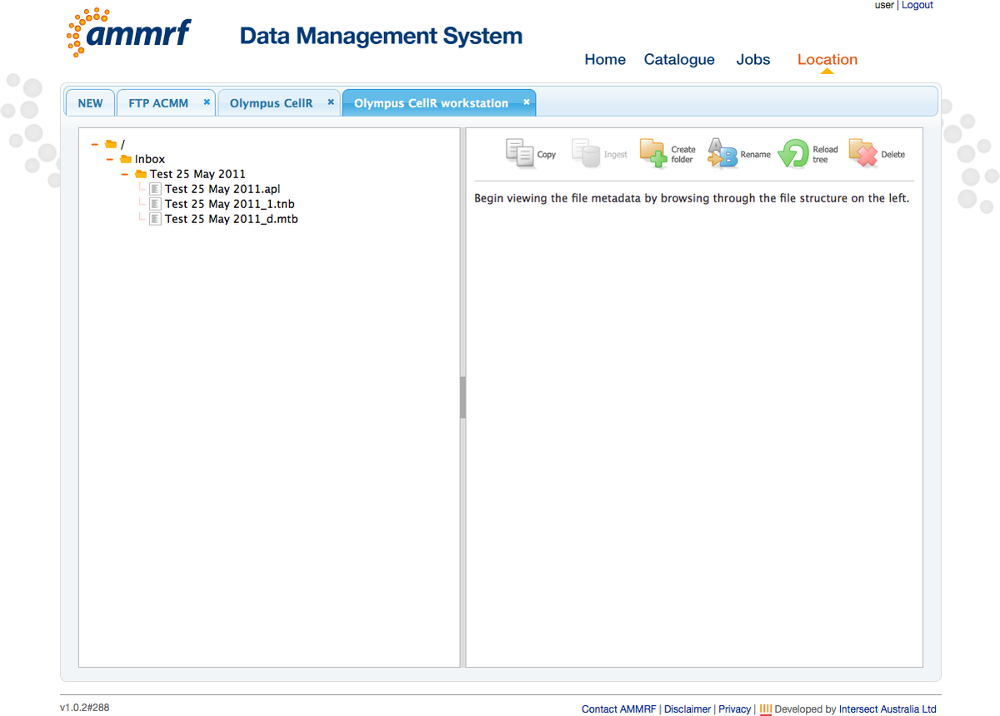 user | Logout
ammrf
Data Management System
Home Catalogue Jobs Location
NEW FTP ACMM × Olympus CellR × Olympus CellR workstation ×
/
Inbox
Test 25 May 2011
Test 25 May 2011.apl
Test 25 May 2011_1.tnb
Test 25 May 2011_d.mtb
Copy Ingest Create folder Rename Reload tree Delete
Begin viewing the file metadata by browsing through the file structure on the left.
v1.0.2#288
Contact AMMRF | Disclaimer | Privacy | Developed by Intersect Australia Ltd